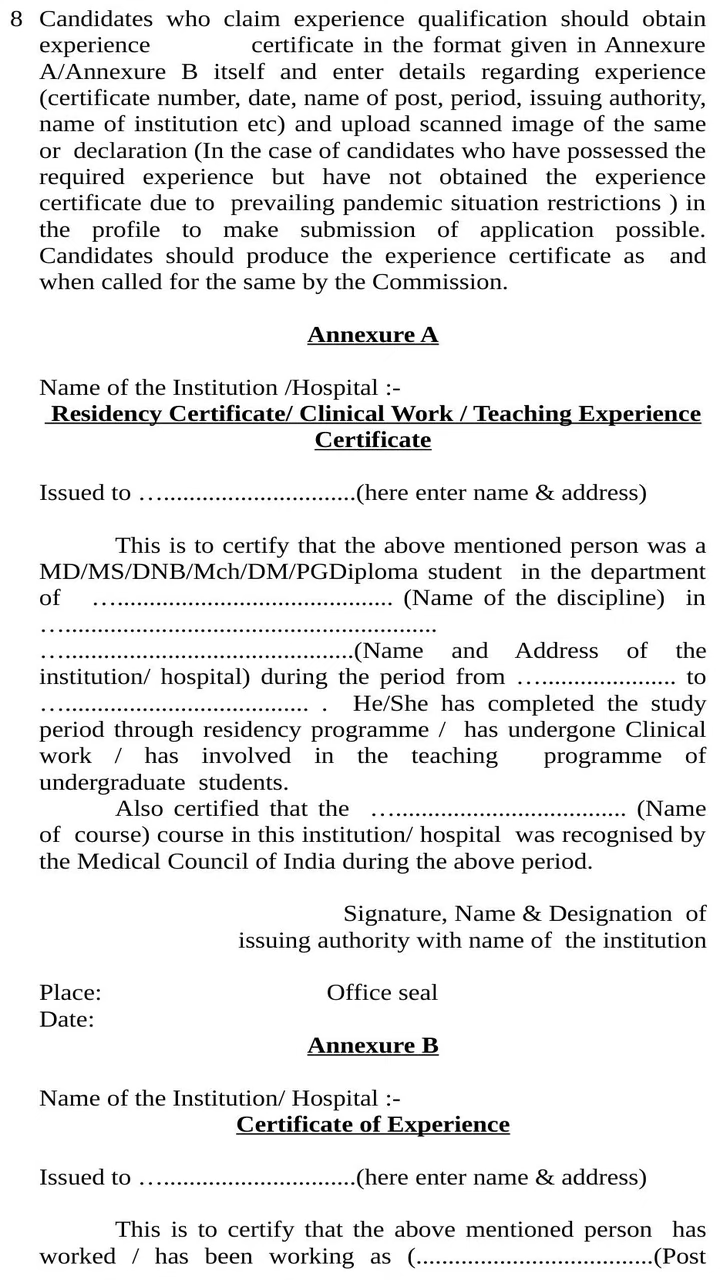 8 Candidates who claim experience qualification should obtain
experience certificate in the format given in Annexure
A/Annexure B itself and enter details regarding experience
(certificate number, date, name of post, period, issuing authority,
name of institution etc) and upload scanned image of the same
or declaration (In the case of candidates who have possessed the
required experience but have not obtained the experience
certificate due to prevailing pandemic situation restrictions ) in
the profile to make submission of application possible.
Candidates should produce the experience certificate as and
when called for the same by the Commission.
Annexure A
Name of the Institution /Hospital :-
Residency Certificate/ Clinical Work / Teaching Experience
Certificate
Issued to …..............................(here enter name & address)
This is to certify that the above mentioned person was a
MD/MS/DNB/Mch/DM/PGDiploma student in the department
of …........................................... (Name of the discipline) in
…..........................................................
….............................................(Name and Address of the
institution/ hospital) during the period from …..................... to
…...................................... . He/She has completed the study
period through residency programme / has undergone Clinical
work / has involved in the teaching programme of
undergraduate students.
Also certified that the …..................................... (Name
of course) course in this institution/ hospital was recognised by
the Medical Council of India during the above period.
Signature, Name & Designation of
issuing authority with name of the institution
Place: Office seal
Date:
Annexure B
Name of the Institution/ Hospital :-
Certificate of Experience
Issued to …..............................(here enter name & address)
This is to certify that the above mentioned person has
worked / has been working as (.....................................(Post